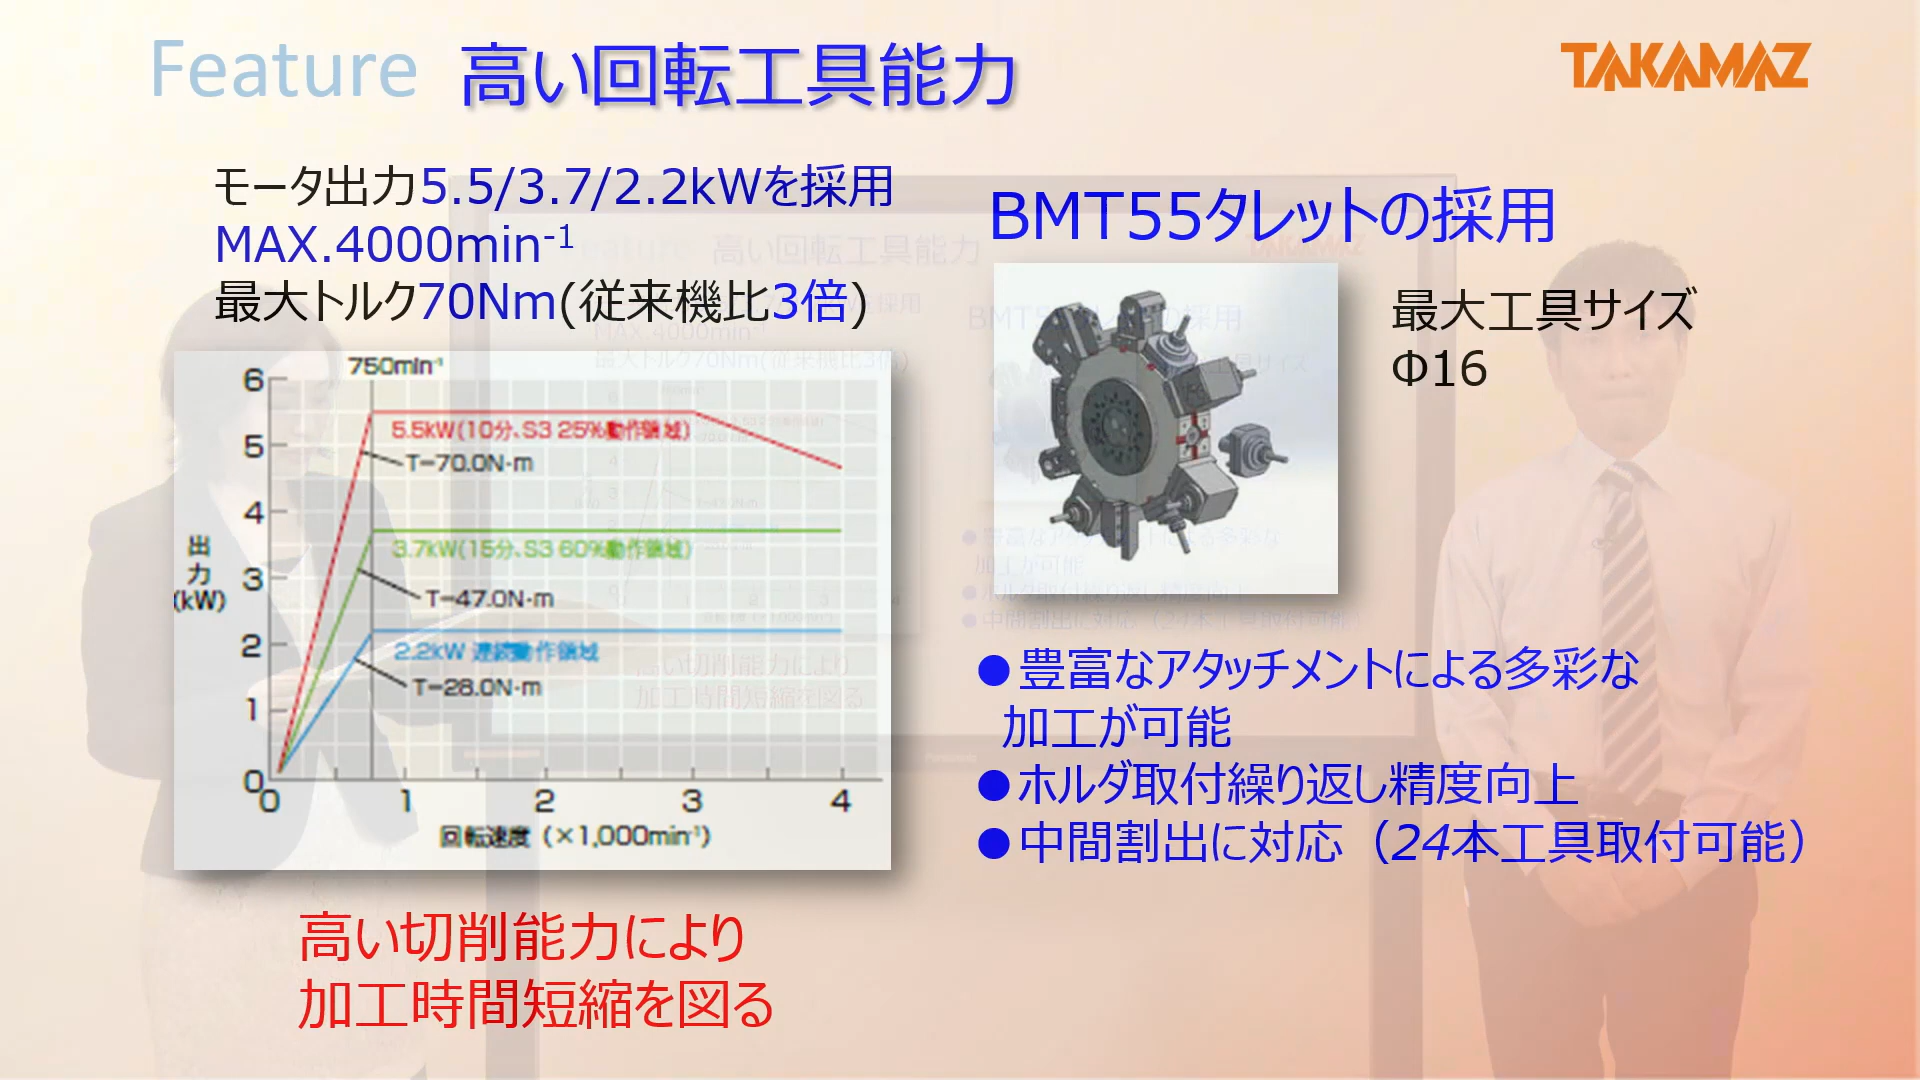 Feature 高い回転工具能力
TAKAMAZ
モータ出力5.5/3.7/2.2kWを採用
MAX.4000min-1
最大トルク70Nm(従来機比3倍)
750min-1
6
5
4
3
2
1
0
出力(kW)
5.5kW(10分、S3 25%動作領域)
T=70.0N·m
3.7kW(15分、S3 60%動作領域)
T=47.0N·m
2.2kW 連続動作領域
T=28.0N·m
0 1 2 3 4
回転速度(×1,000min-1)
高い切削能力により
加工時間短縮を図る
BMT55タレットの採用
最大工具サイズ
Φ16
●豊富なアタッチメントによる多彩な
加工が可能
●ホルダ取付繰り返し精度向上
●中間割出に対応（24本工具取付可能）